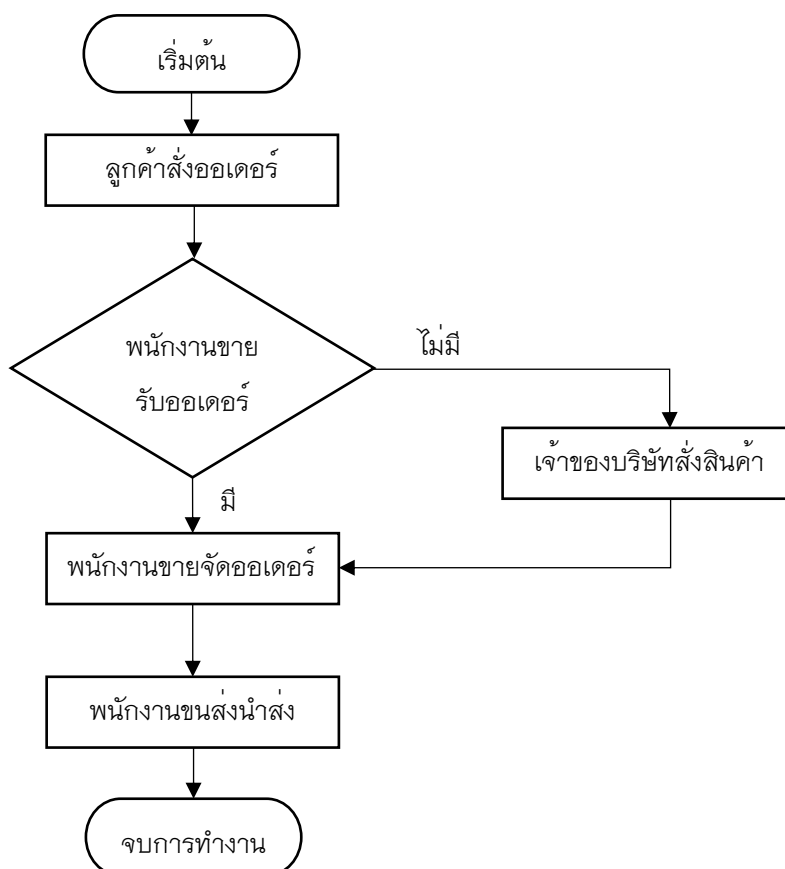 เริ่มต้น
ลูกค้าสั่งออเดอร์
พนักงานขาย
รับออเดอร์
ไม่มี
เจ้าของบริษัทสั่งสินค้า
มี
พนักงานขายจัดออเดอร์
พนักงานขนส่งนำส่ง
จบการทำงาน